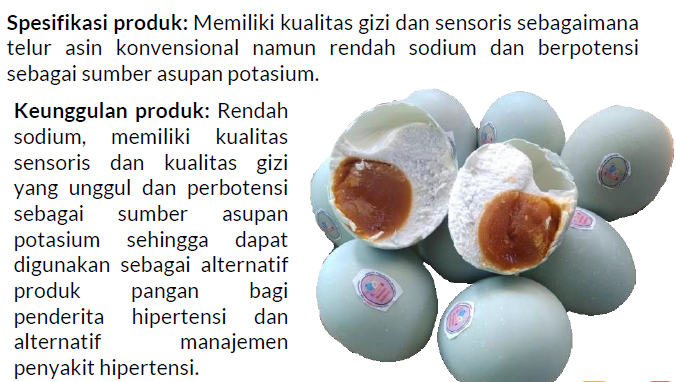 Spesifikasi produk: Memiliki kualitas gizi dan sensoris sebagaimana
telur asin konvensional namun rendah sodium dan berpotensi
sebagai sumber asupan potasium.
Keunggulan produk: Rendah
sodium, memiliki kualitas
sensoris dan kualitas gizi
yang unggul dan perbotensi
sebagai sumber asupan
potasium sehingga dapat
digunakan sebagai alternatif
produk pangan bagi
penderita hipertensi dan
alternatif manajemen
penyakit hipertensi.